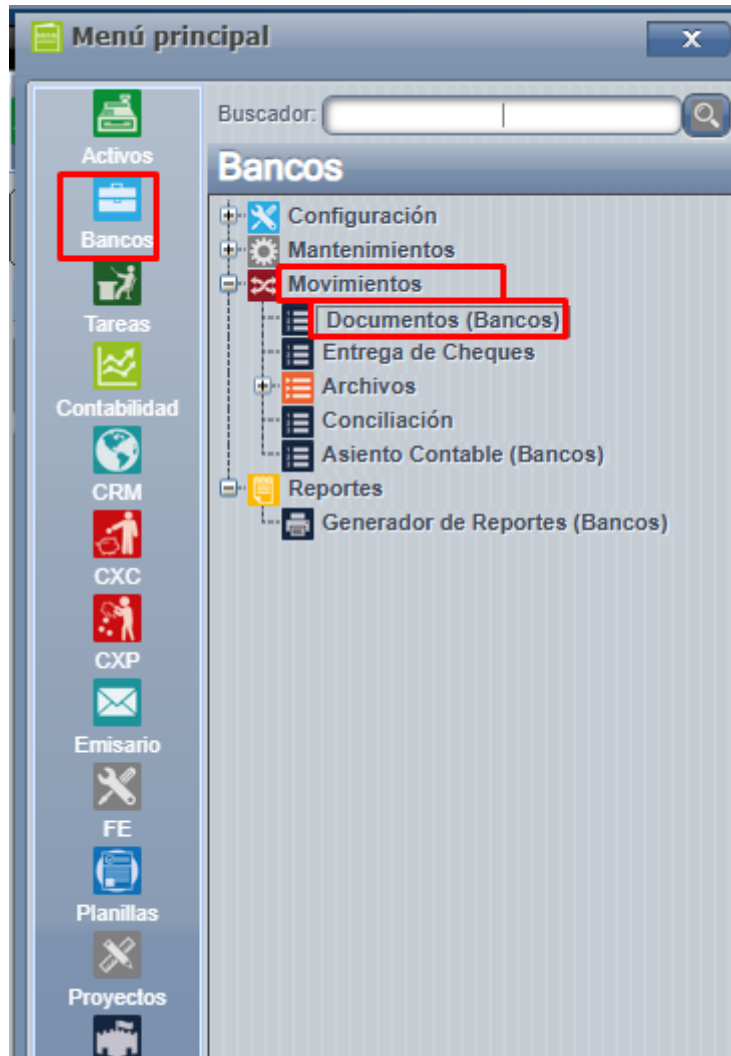 Menú principal
x
Buscador:
Activos
Bancos
Tareas
Contabilidad
CRM
CXC
CXP
Emisario
FE
Planillas
Proyectos
Bancos
Configuración
Mantenimientos
Movimientos
Documentos (Bancos)
Entrega de Cheques
Archivos
Conciliación
Asiento Contable (Bancos)
Reportes
Generador de Reportes (Bancos)